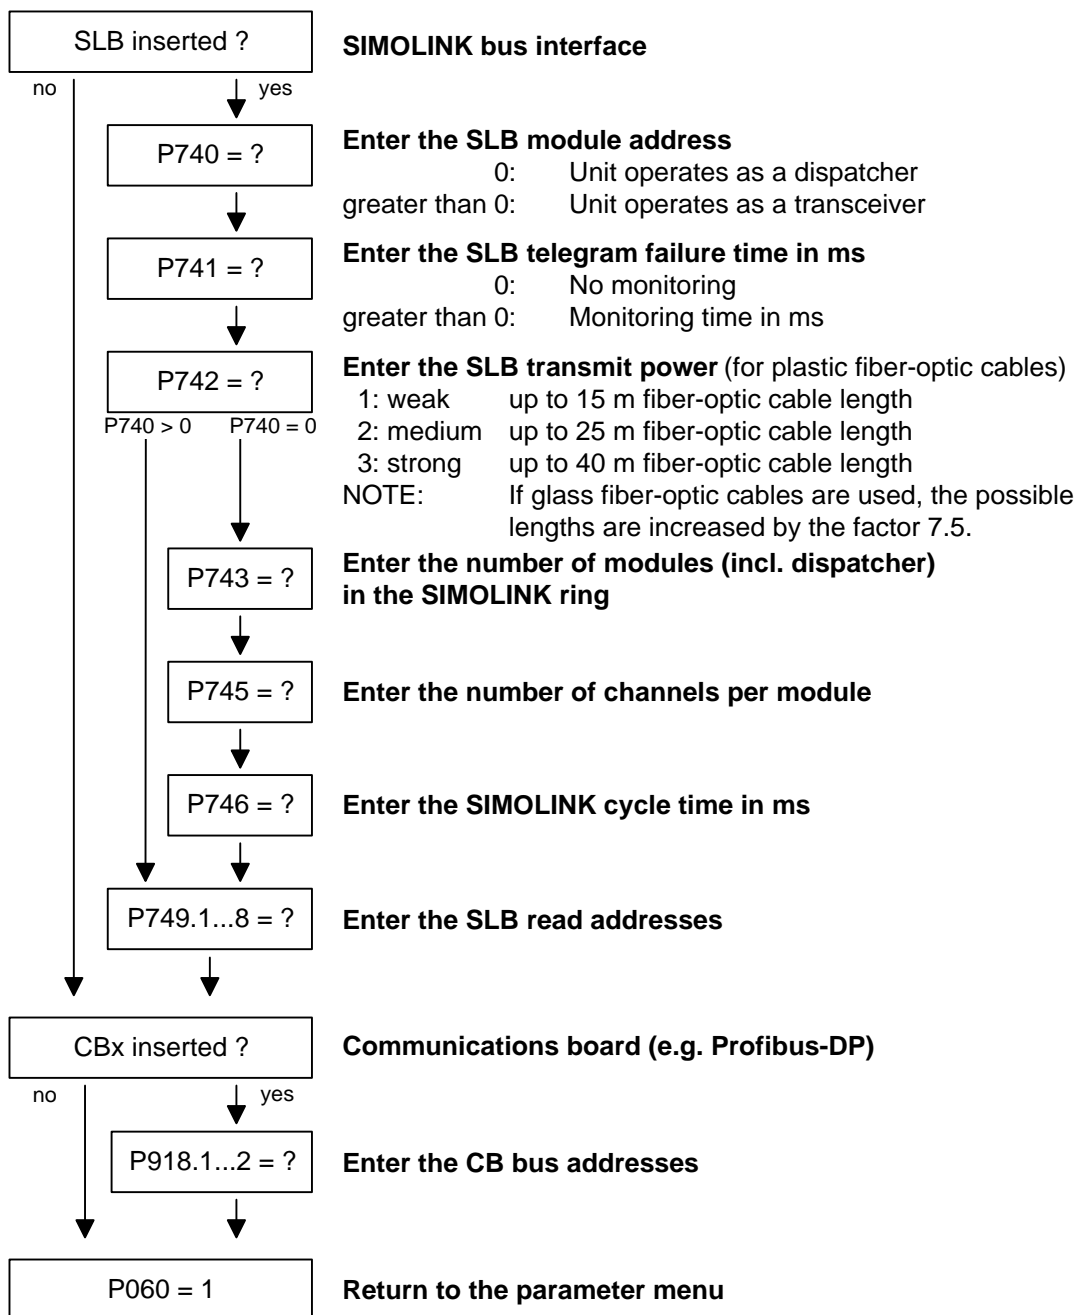 SLB inserted ?
SIMOLINK bus interface
no
yes
P740 = ?
Enter the SLB module address
0: Unit operates as a dispatcher
greater than 0: Unit operates as a transceiver
P741 = ?
Enter the SLB telegram failure time in ms
0: No monitoring
greater than 0: Monitoring time in ms
P742 = ?
Enter the SLB transmit power (for plastic fiber-optic cables)
1: weak up to 15 m fiber-optic cable length
P740 > 0 P740 = 0
2: medium up to 25 m fiber-optic cable length
3: strong up to 40 m fiber-optic cable length
NOTE: If glass fiber-optic cables are used, the possible
lengths are increased by the factor 7.5.
P743 = ?
Enter the number of modules (incl. dispatcher)
in the SIMOLINK ring
P745 = ?
Enter the number of channels per module
P746 = ?
Enter the SIMOLINK cycle time in ms
P749.1...8 = ?
Enter the SLB read addresses
CBx inserted ?
Communications board (e.g. Profibus-DP)
no
yes
P918.1...2 = ?
Enter the CB bus addresses
P060 = 1
Return to the parameter menu